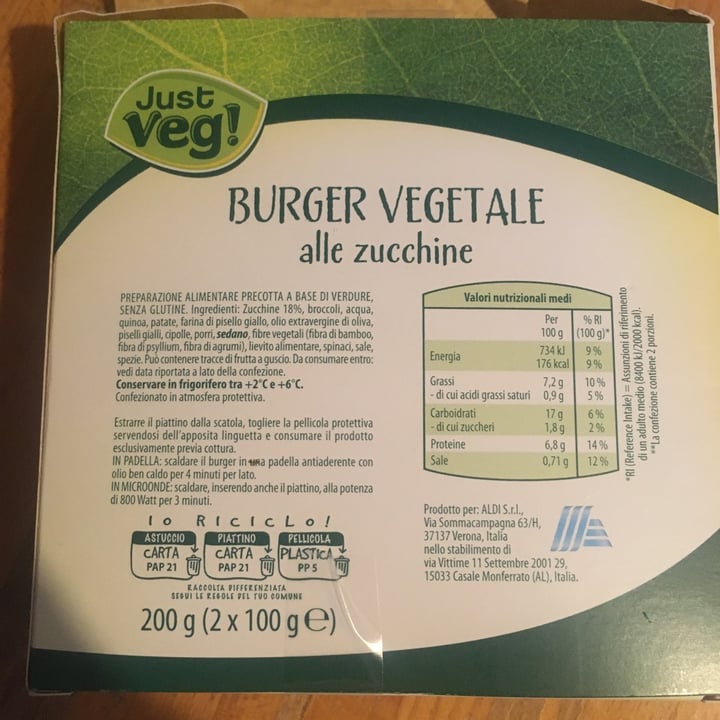 Just
veg!
BURGER VEGETALE
alle zucchine
PREPARAZIONE ALIMENTARE PRECOTTA A BASE DI VERDURE,
SENZA GLUTINE. Ingredienti: Zucchine 18%, broccoli, acqua,
quinoa, patate, farina di pisello giallo, olio extravergine di oliva,
piselli gialli, cipolle, porri, sedano, fibre vegetali (fibra di bamboo,
fibra di psyllium, fibra di agrumi), lievito alimentare, spinaci, sale,
spezie. Può contenere tracce di frutta a guscio. Da consumare entro:
vedi data riportata a lato della confezione.
Conservare in frigorifero tra +2°C e +6°C.
Confezionato in atmosfera protettiva.
Estrarre il piattino dalla scatola, togliere la pellicola protettiva
servendosi dell'apposita linguetta e consumare il prodotto
esclusivamente previa cottura.
IN PADELLA: scaldare il burger in una padella antiaderente con
olio ben caldo per 4 minuti per lato.
IN MICROONDE: scaldare, inserendo anche il piattino, alla potenza
di 800 Watt per 3 minuti.
IO RICICLO!
ASTUCCIO PIATTINO PELLICOLA
CARTA CARTA PLASTICA
PAP 21 PAP 21 PP 5
RACCOLTA DIFFERENZIATA
SEGUI LE REGOLE DEL TUO COMUNE
200 g (2 x 100 g ℮)
Valori nutrizionali medi
Per % RI
100 g (100 g)*
Energia 734 kJ 9 %
176 kcal 9 %
Grassi 7,2 g 10 %
- di cui acidi grassi saturi 0,9 g 5 %
Carboidrati 17 g 6 %
- di cui zuccheri 1,8 g 2 %
Proteine 6,8 g 14 %
Sale 0,71 g 12 %
*RI (Reference Intake) = Assunzioni di riferimento
di un adulto medio (8400 kJ/2000 kcal).
**La confezione contiene 2 porzioni.
Prodotto per: ALDI S.r.l.,
Via Sommacampagna 63/H,
37137 Verona, Italia
nello stabilimento di
via Vittime 11 Settembre 2001 29,
15033 Casale Monferrato (AL), Italia.